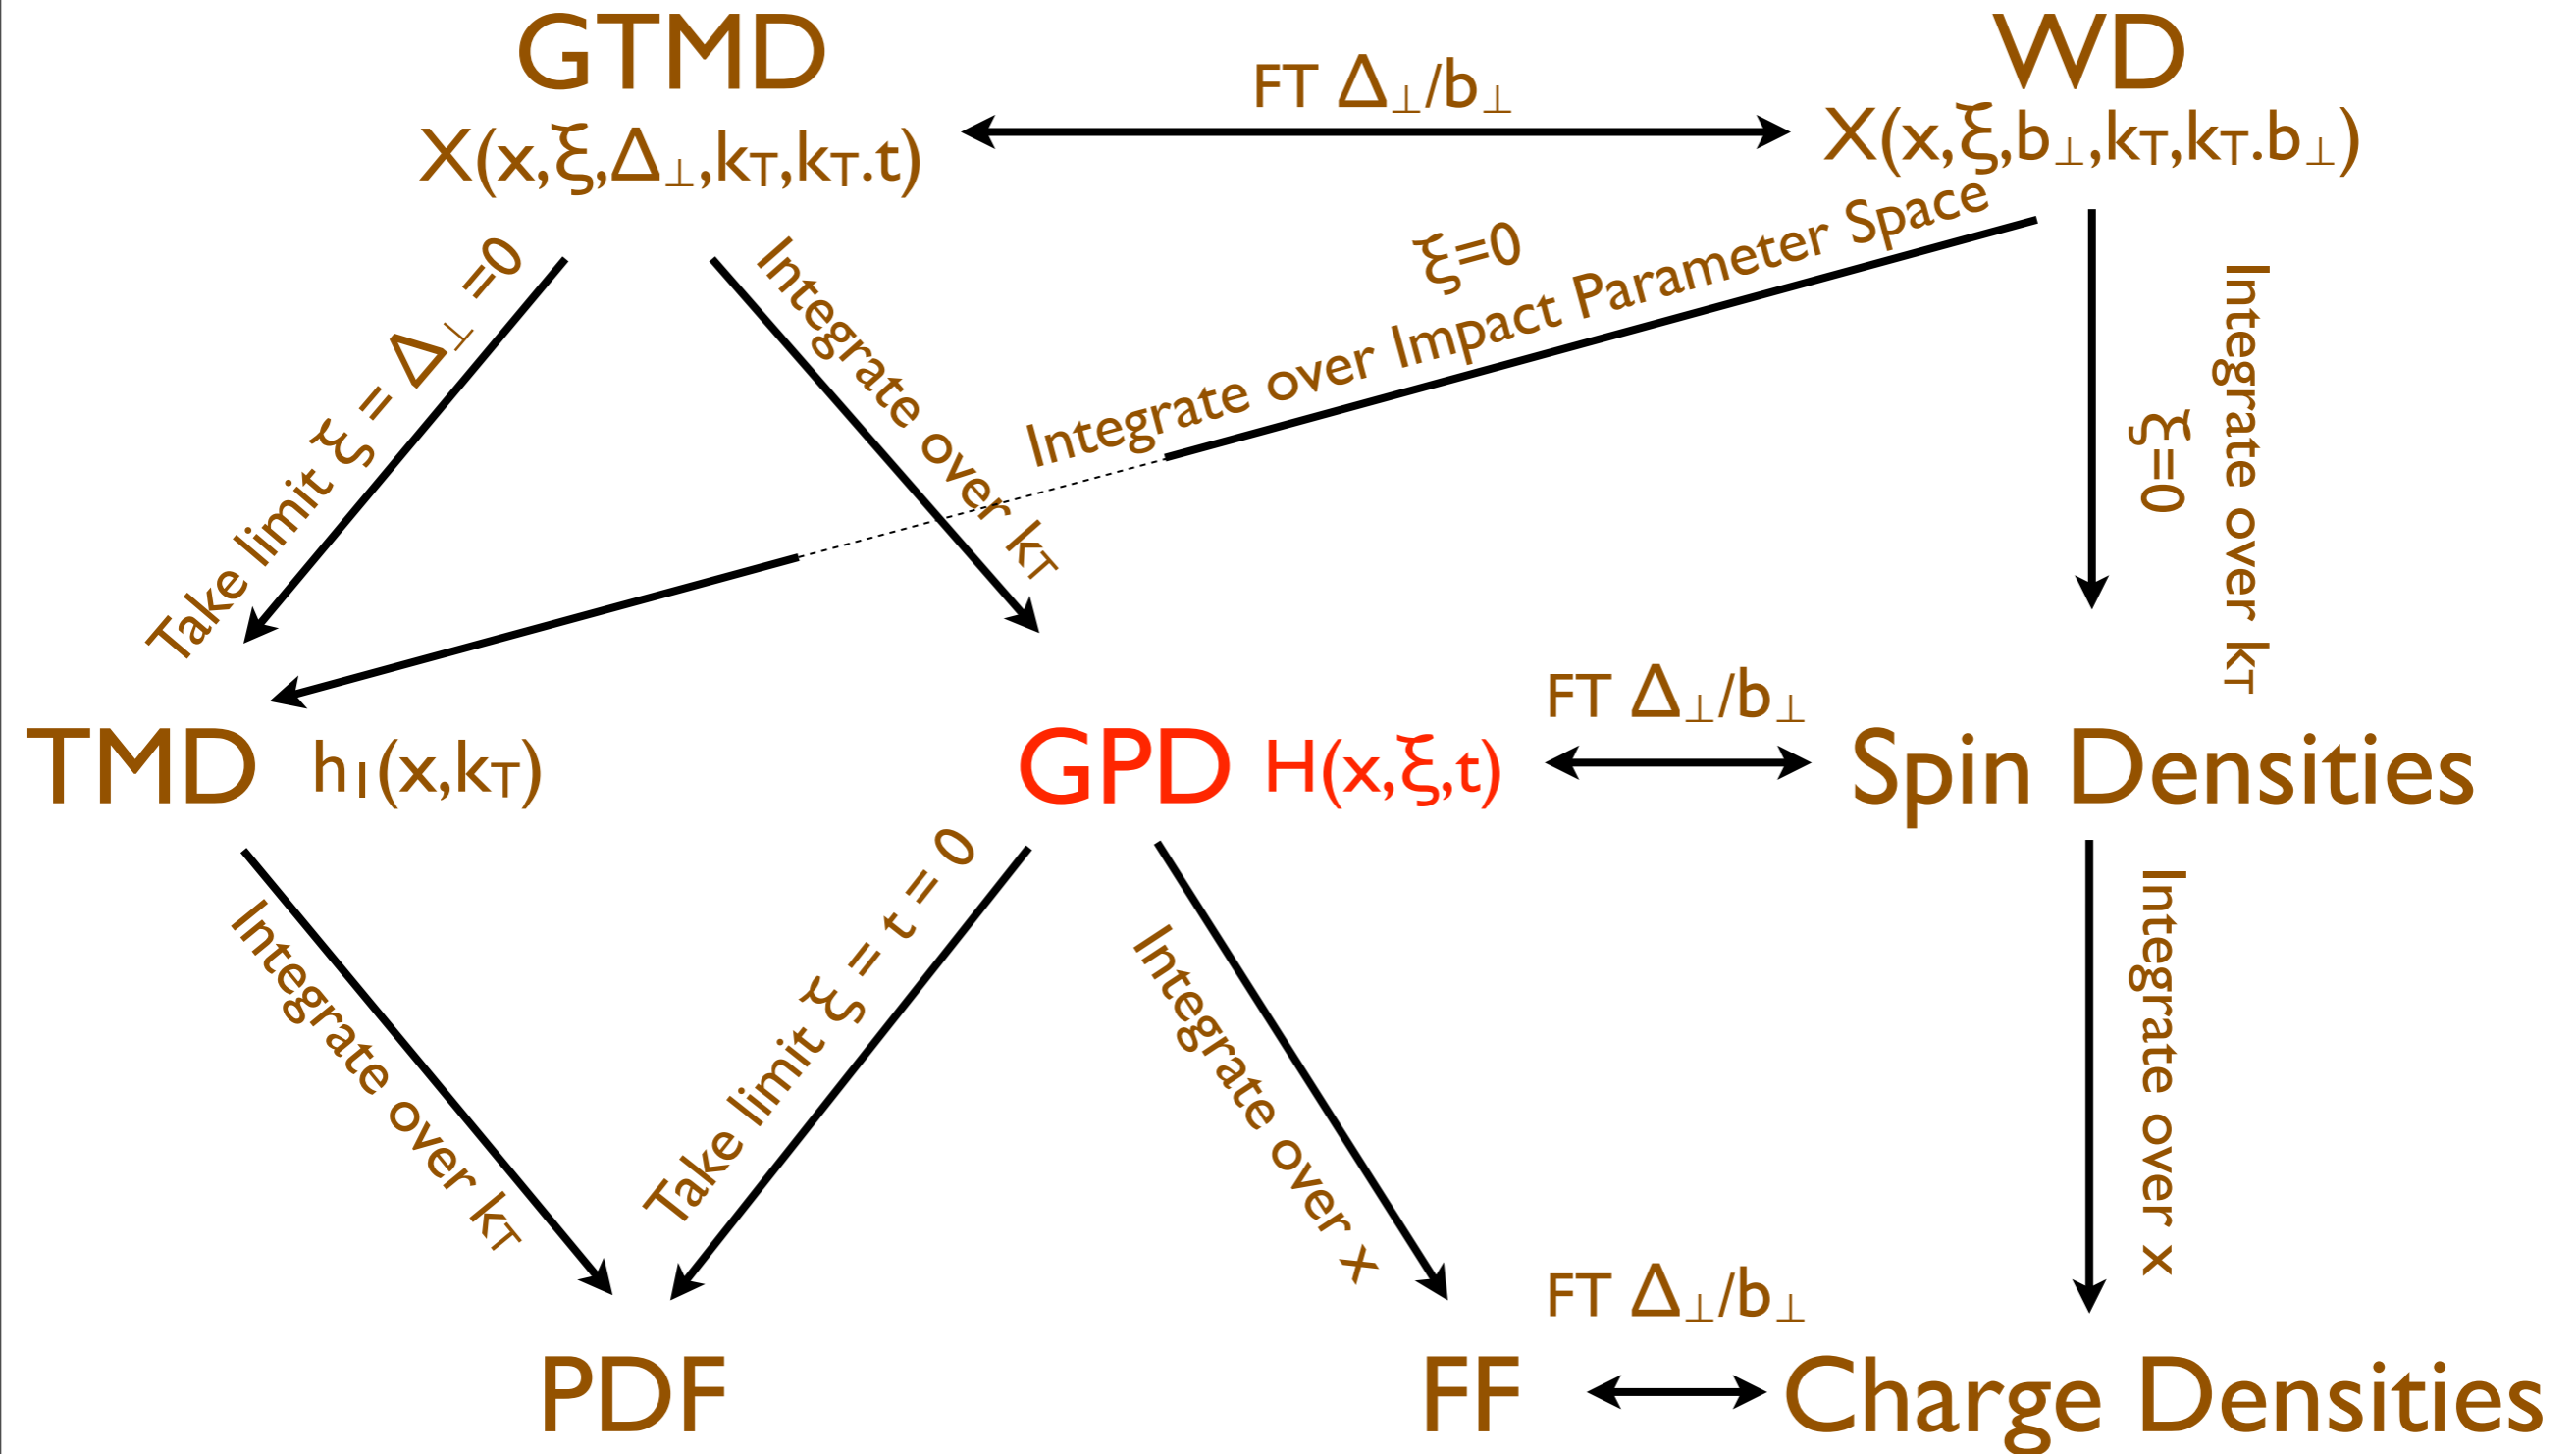 GTMD
X(x,ξ,Δ⊥,kT,kT.t)
FT Δ⊥/b⊥
WD
X(x,ξ,b⊥,kT,kT.b⊥)
Take limit ξ = Δ⊥ =0
Integrate over kT
ξ=0
Integrate over Impact Parameter Space
ξ=0
Integrate over kT
TMD h1(x,kT)
GPD H(x,ξ,t)
FT Δ⊥/b⊥
Spin Densities
Integrate over kT
Take limit ξ = t = 0
Integrate over x
Integrate over x
PDF
FF
FT Δ⊥/b⊥
Charge Densities